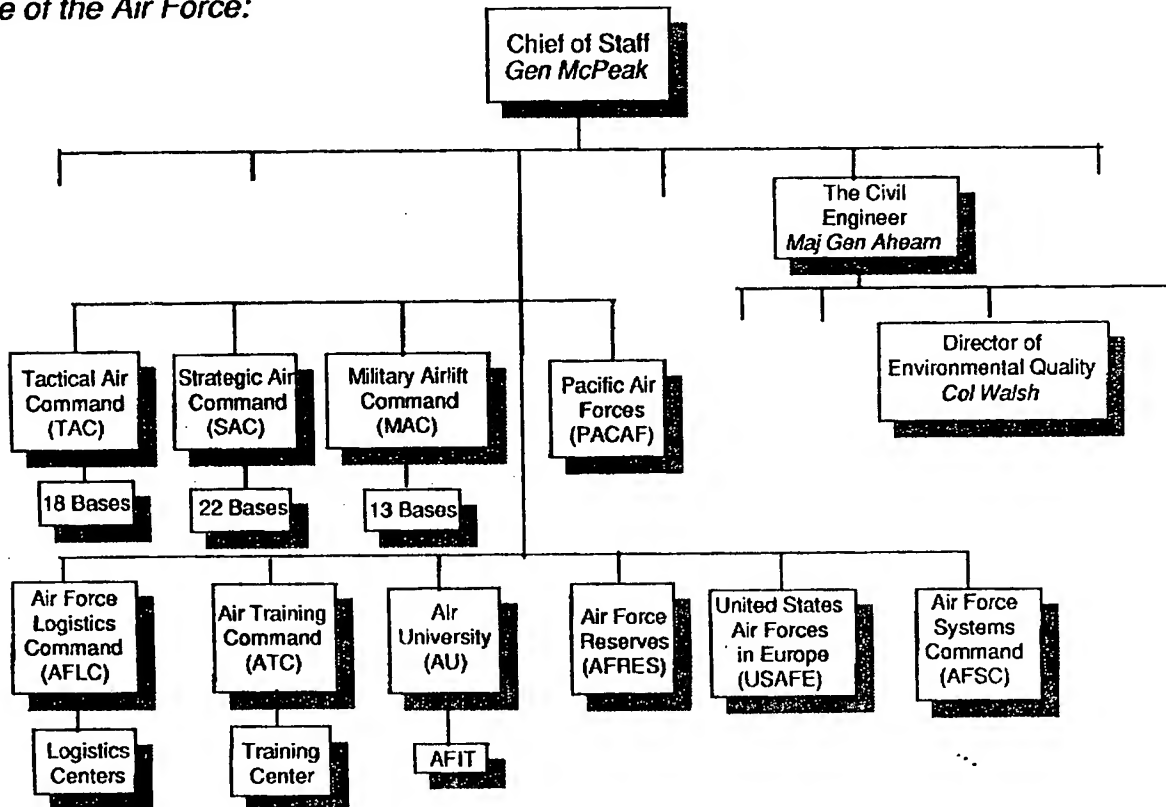 e of the Air Force:
Chief of Staff
Gen McPeak
The Civil
Engineer
Maj Gen Ahearn
Director of
Environmental Quality
Col Walsh
Tactical Air
Command
(TAC)
Strategic Air
Command
(SAC)
Military Airlift
Command
(MAC)
Pacific Air
Forces
(PACAF)
18 Bases
22 Bases
13 Bases
Air Force
Logistics
Command
(AFLC)
Air Training
Command
(ATC)
Air
University
(AU)
Air Force
Reserves
(AFRES)
United States
Air Forces
in Europe
(USAFE)
Air Force
Systems
Command
(AFSC)
Logistics
Centers
Training
Center
AFIT